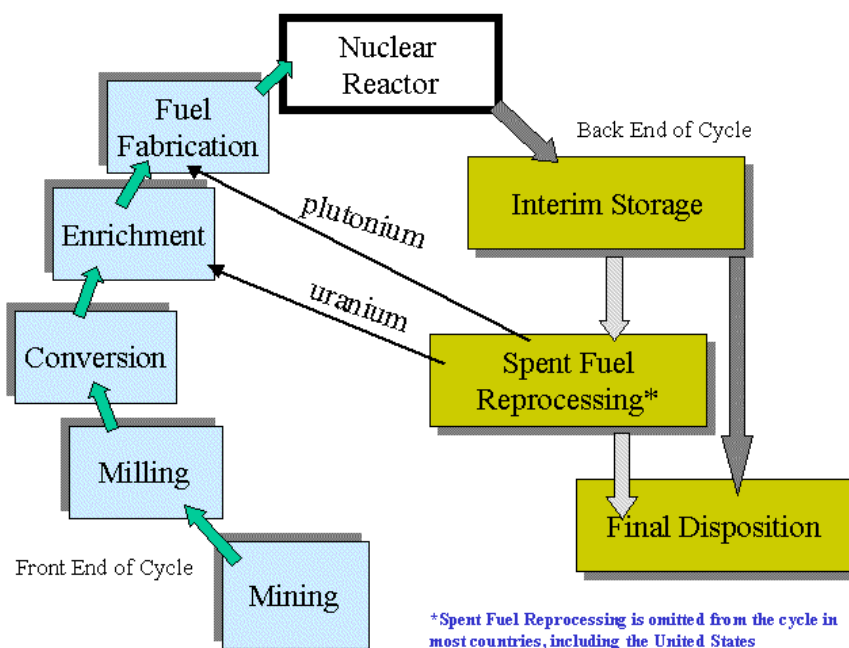 Nuclear
Reactor
Fuel
Fabrication
Back End of Cycle
Interim Storage
plutonium
Enrichment
uranium
Conversion
Spent Fuel
Reprocessing*
Milling
Final Disposition
Front End of Cycle
Mining
*Spent Fuel Reprocessing is omitted from the cycle in
most countries, including the United States